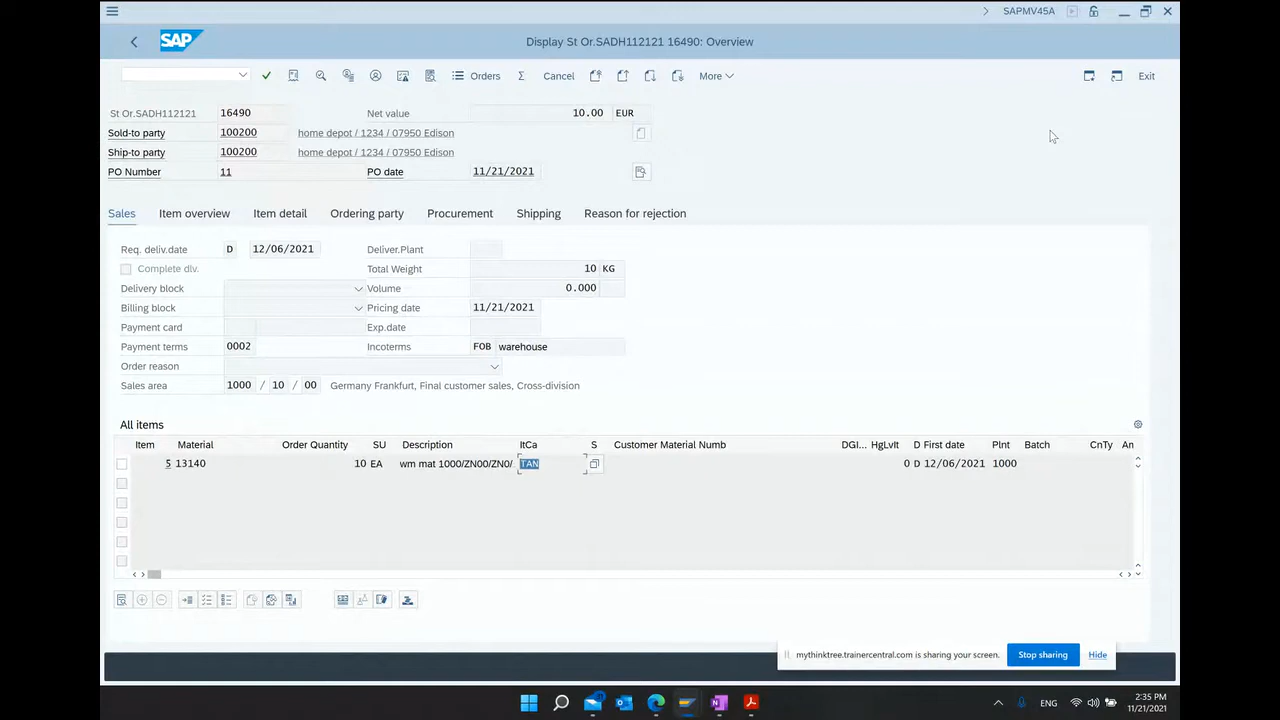 SAPMV45A
SAP
Display St Or.SADH112121 16490: Overview
Orders Cancel More Exit
St Or.SADH112121 16490 Net value 10.00 EUR
Sold-to party 100200 home depot / 1234 / 07950 Edison
Ship-to party 100200 home depot / 1234 / 07950 Edison
PO Number 11 PO date 11/21/2021
Sales Item overview Item detail Ordering party Procurement Shipping Reason for rejection
Req. deliv.date D 12/06/2021 Deliver.Plant
Complete dlv. Total Weight 10 KG
Delivery block Volume 0.000
Billing block Pricing date 11/21/2021
Payment card Exp.date
Payment terms 0002 Incoterms FOB warehouse
Order reason
Sales area 1000 / 10 / 00 Germany Frankfurt, Final customer sales, Cross-division
All items
Item Material Order Quantity SU Description ItCa S Customer Material Numb DGI... HgLvIt D First date Plnt Batch CnTy Am
5 13140 10 EA wm mat 1000/ZN00/ZN0/. TAN 0 D 12/06/2021 1000
mythinktree.trainercentral.com is sharing your screen. Stop sharing Hide
ENG 2:35 PM
11/21/2021